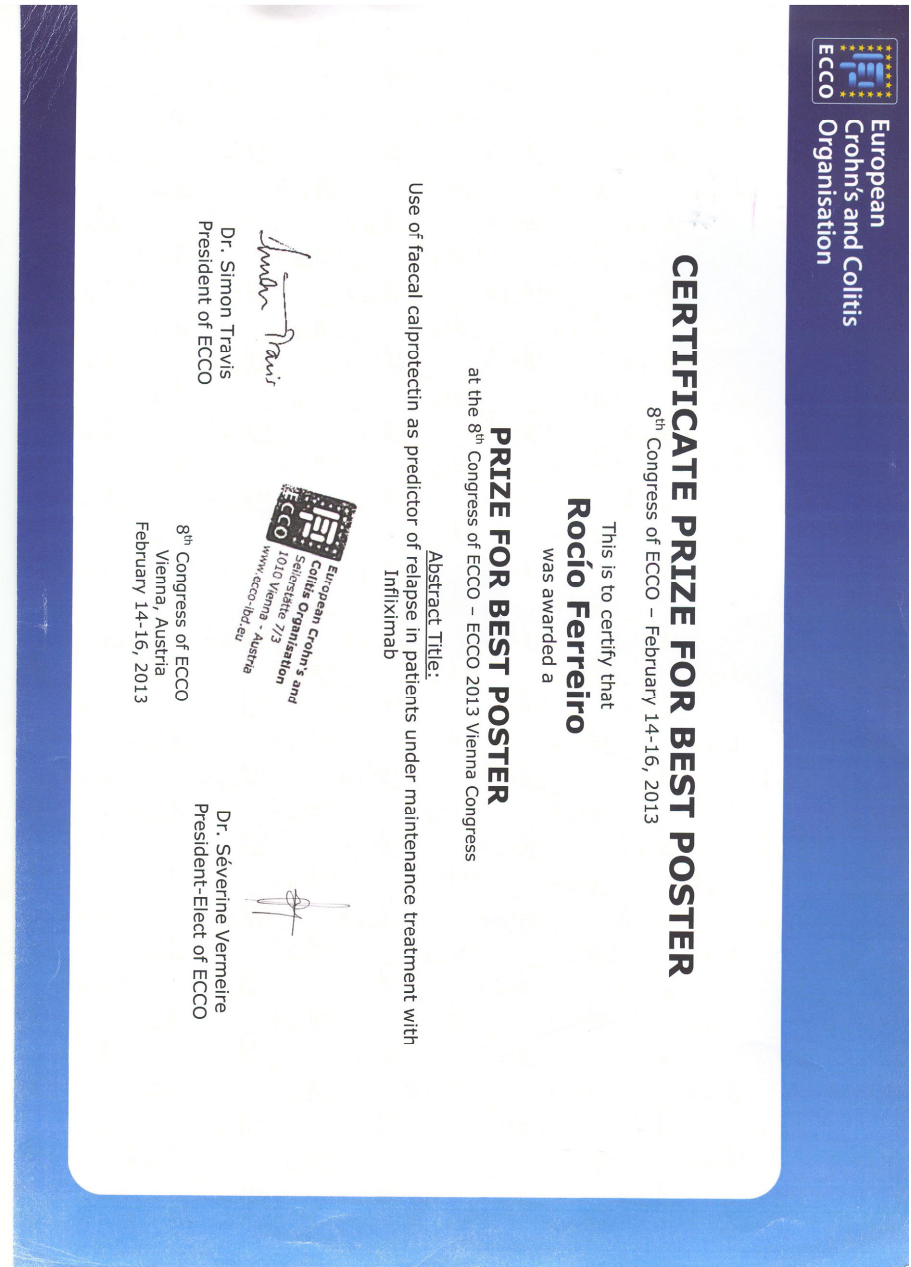 ECCO
European
Crohn's and Colitis
Organisation
CERTIFICATE PRIZE FOR BEST POSTER
8th Congress of ECCO – February 14-16, 2013
This is to certify that
Rocío Ferreiro
was awarded a
PRIZE FOR BEST POSTER
at the 8th Congress of ECCO – ECCO 2013 Vienna Congress
Abstract Title:
Use of faecal calprotectin as predictor of relapse in patients under maintenance treatment with
Infliximab
Simon Travis
Dr. Simon Travis
President of ECCO
ECCO
European Crohn's and
Colitis Organisation
Seilerstätte 7/3
1010 Vienna - Austria
www.ecco-ibd.eu
8th Congress of ECCO
Vienna, Austria
February 14-16, 2013
Dr. Séverine Vermeire
President-Elect of ECCO